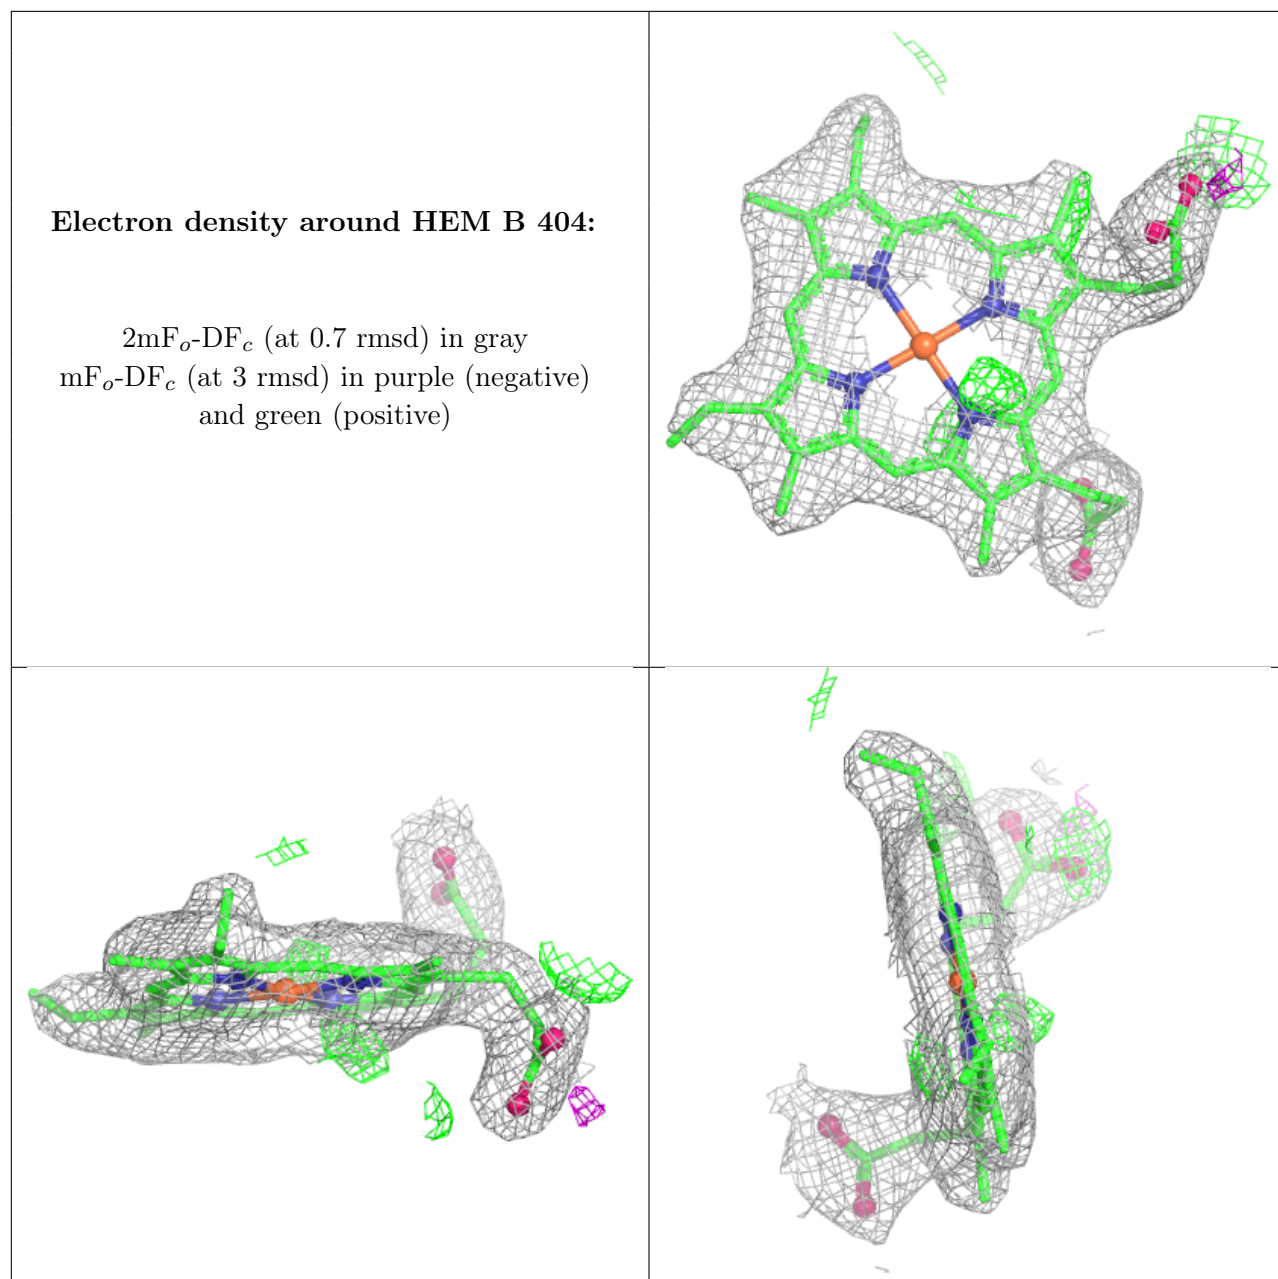 Electron density around HEM B 404:
2mFₒ-DF𝒸 (at 0.7 rmsd) in gray
mFₒ-DF𝒸 (at 3 rmsd) in purple (negative)
and green (positive)